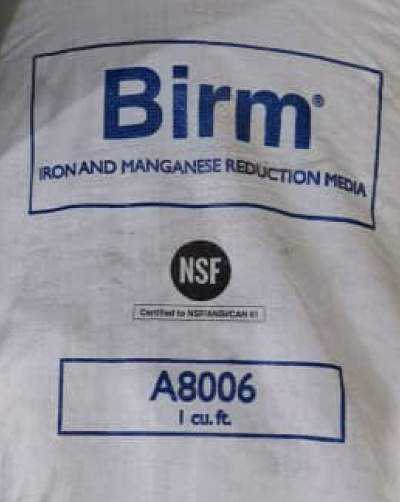 Birm®
IRON AND MANGANESE REDUCTION MEDIA
NSF
Certified to NSF/ANSI/CAN 61
A8006
1 cu. ft.